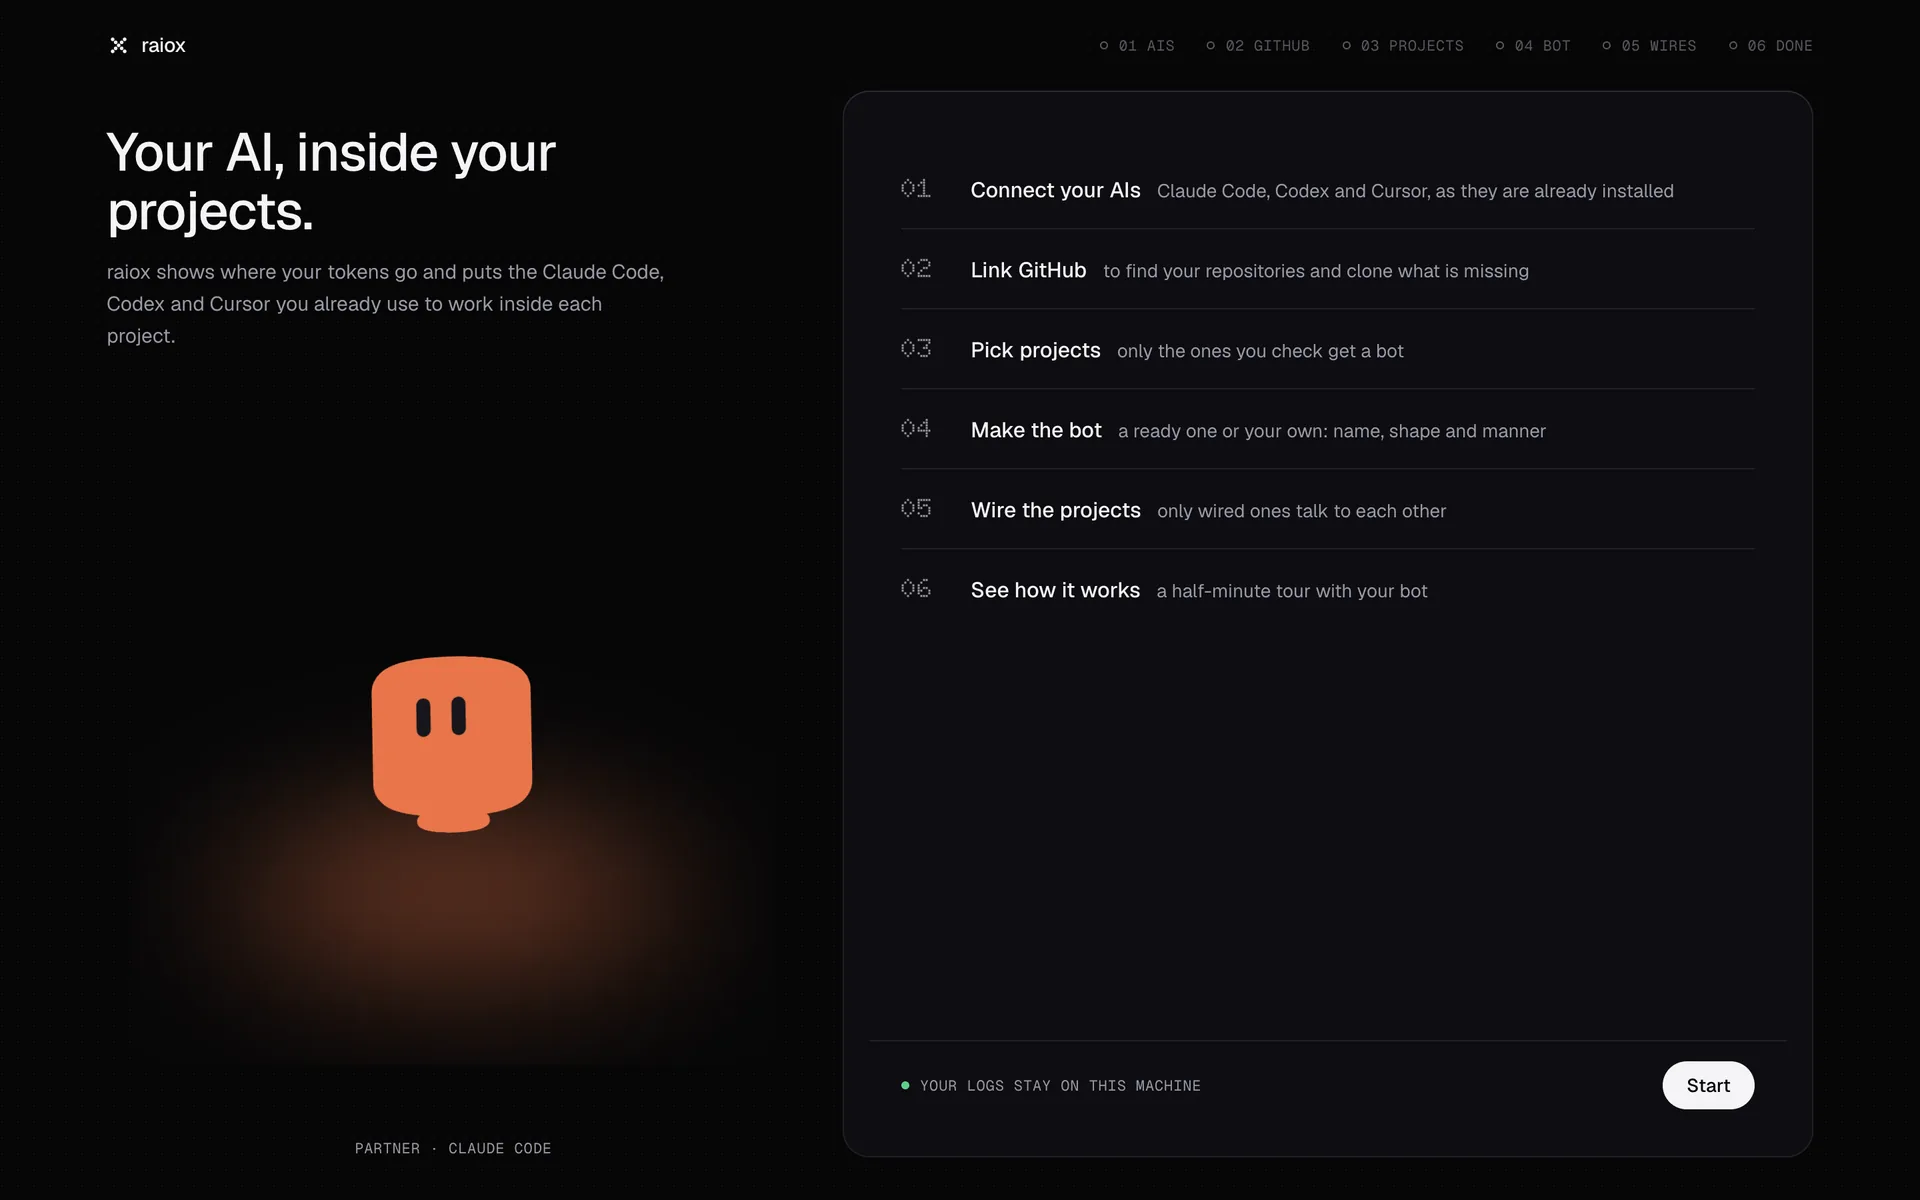 raiox
01 AIS
02 GITHUB
03 PROJECTS
04 BOT
05 WIRES
06 DONE
Your AI, inside your
projects.
raiox shows where your tokens go and puts the Claude Code,
Codex and Cursor you already use to work inside each
project.
PARTNER · CLAUDE CODE
01 Connect your AIs Claude Code, Codex and Cursor, as they are already installed
02 Link GitHub to find your repositories and clone what is missing
03 Pick projects only the ones you check get a bot
04 Make the bot a ready one or your own: name, shape and manner
05 Wire the projects only wired ones talk to each other
06 See how it works a half-minute tour with your bot
YOUR LOGS STAY ON THIS MACHINE
Start